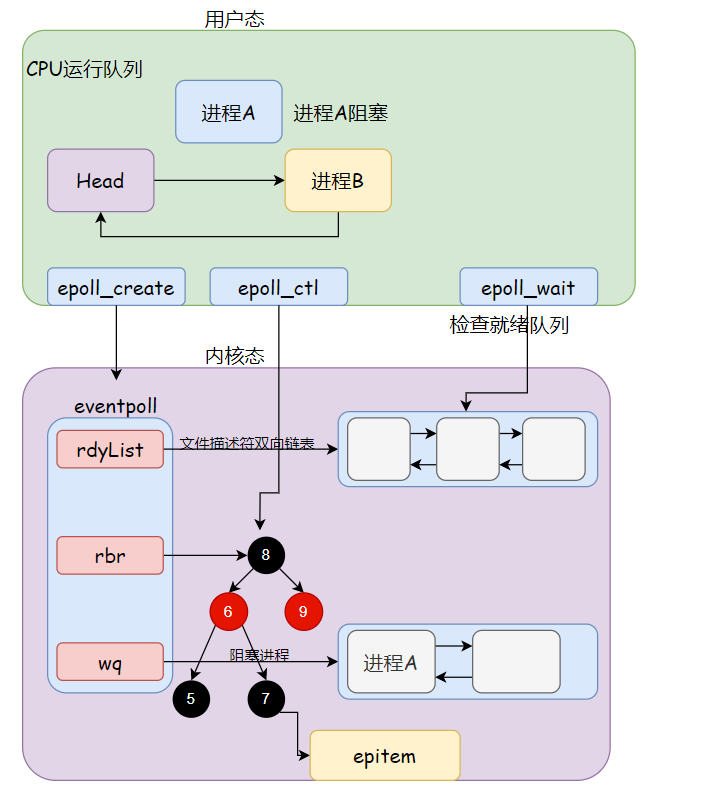 用户态
CPU运行队列
进程A
进程A阻塞
Head
进程B
epoll_create
epoll_ctl
epoll_wait
检查就绪队列
内核态
eventpoll
rdyList
文件描述符双向链表
rbr
8
6
9
wq
阻塞进程
进程A
5
7
epitem